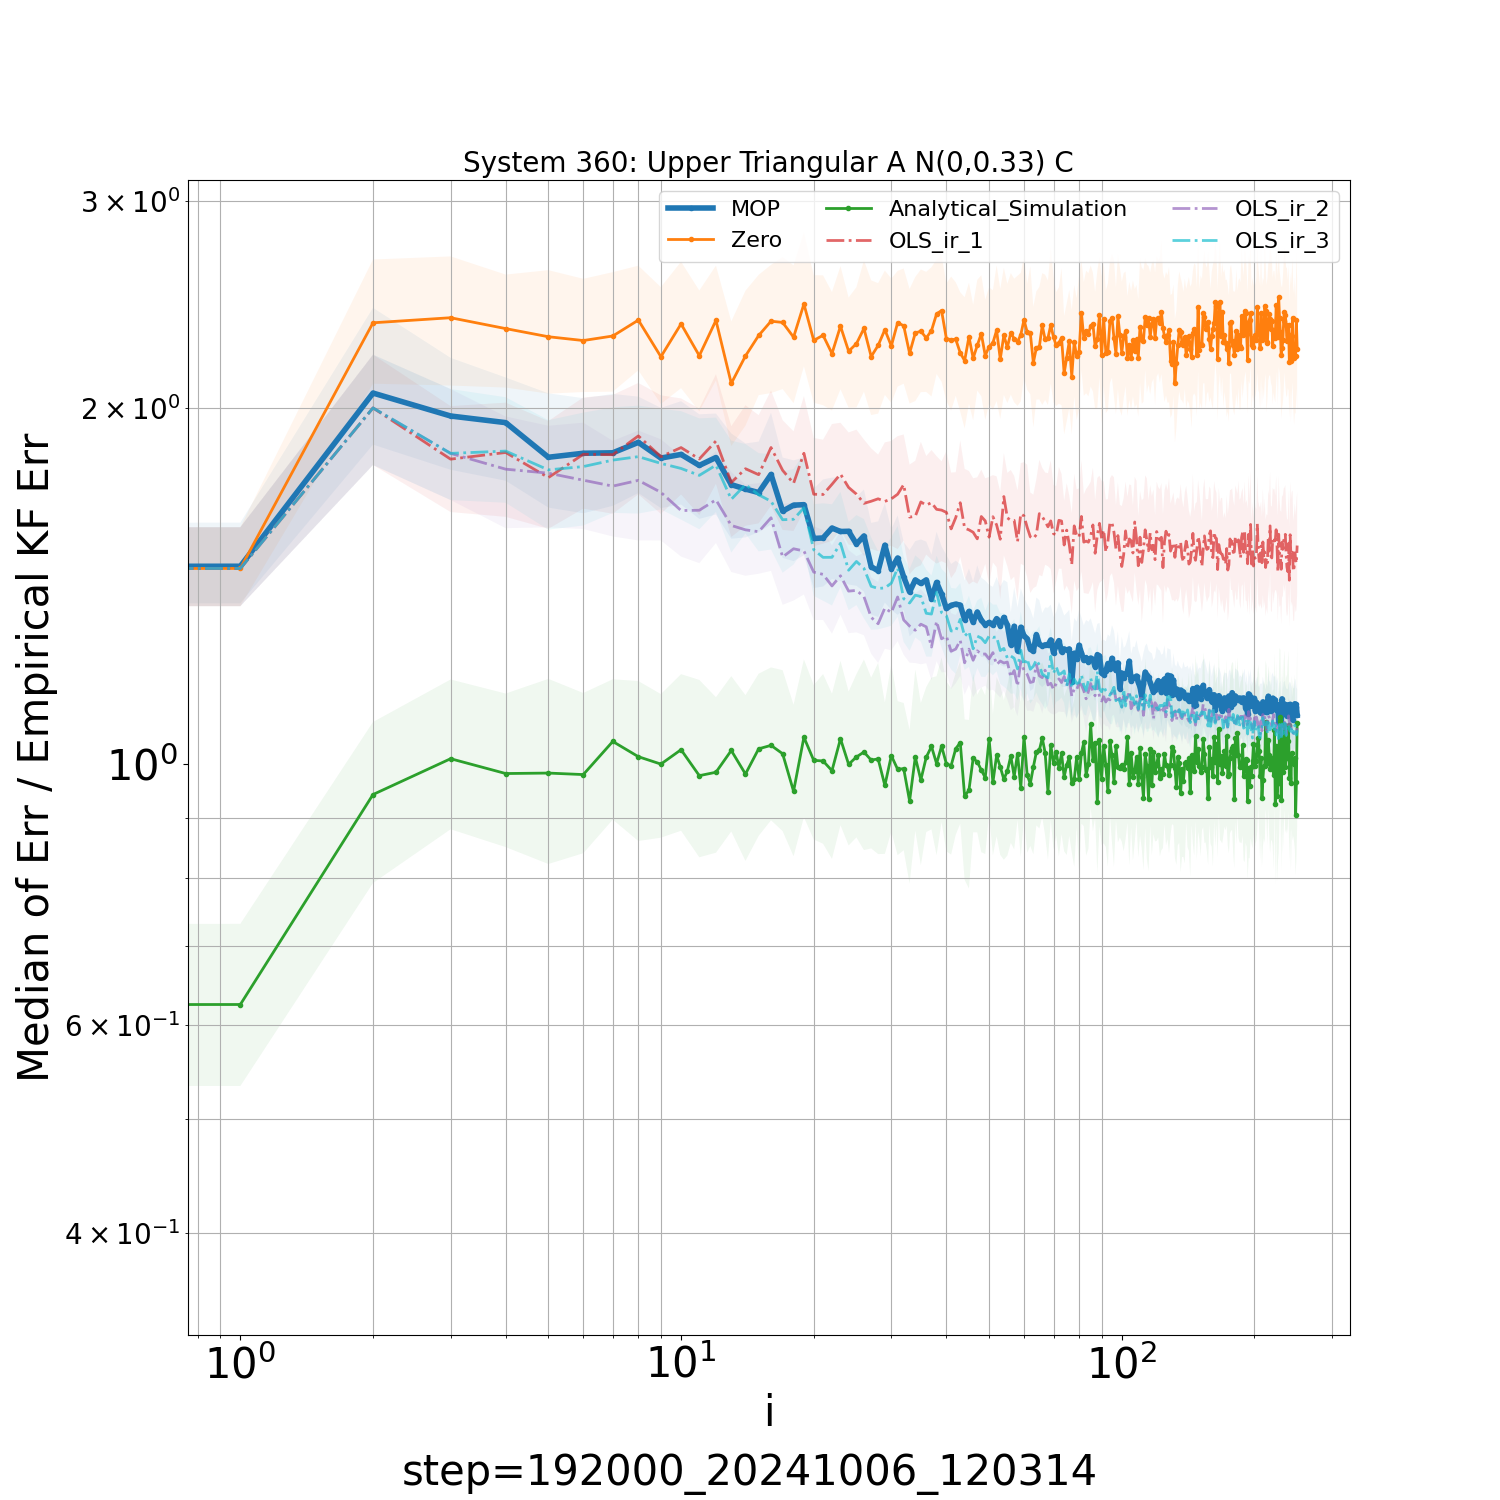 System 360: Upper Triangular A N(0,0.33) C
MOP
Zero
Analytical_Simulation
OLS_ir_1
OLS_ir_2
OLS_ir_3
Median of Err / Empirical KF Err
3 × 10⁰
2 × 10⁰
10⁰
6 × 10⁻¹
4 × 10⁻¹
10⁰ 10¹ 10²
i
step=192000_20241006_120314